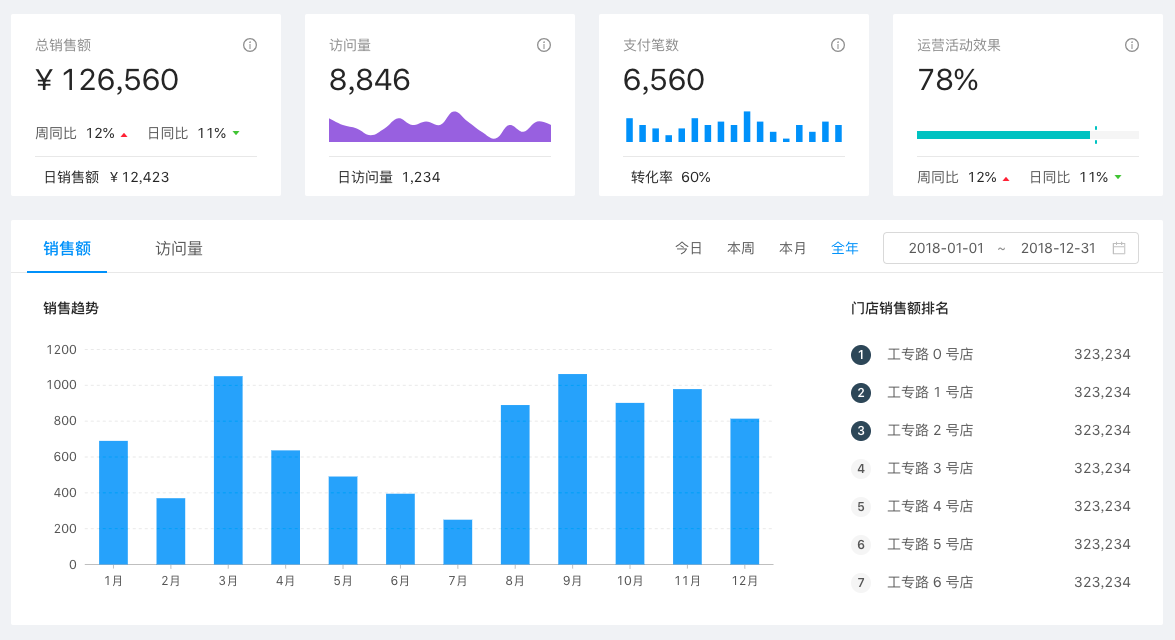 总销售额
¥ 126,560
周同比 12% 日同比 11%
日销售额 ¥ 12,423
访问量
8,846
日访问量 1,234
支付笔数
6,560
转化率 60%
运营活动效果
78%
周同比 12% 日同比 11%
销售额 访问量 今日 本周 本月 全年 2018-01-01 ~ 2018-12-31
销售趋势
1200
1000
800
600
400
200
0
1月 2月 3月 4月 5月 6月 7月 8月 9月 10月 11月 12月
门店销售额排名
1 工专路 0 号店 323,234
2 工专路 1 号店 323,234
3 工专路 2 号店 323,234
4 工专路 3 号店 323,234
5 工专路 4 号店 323,234
6 工专路 5 号店 323,234
7 工专路 6 号店 323,234